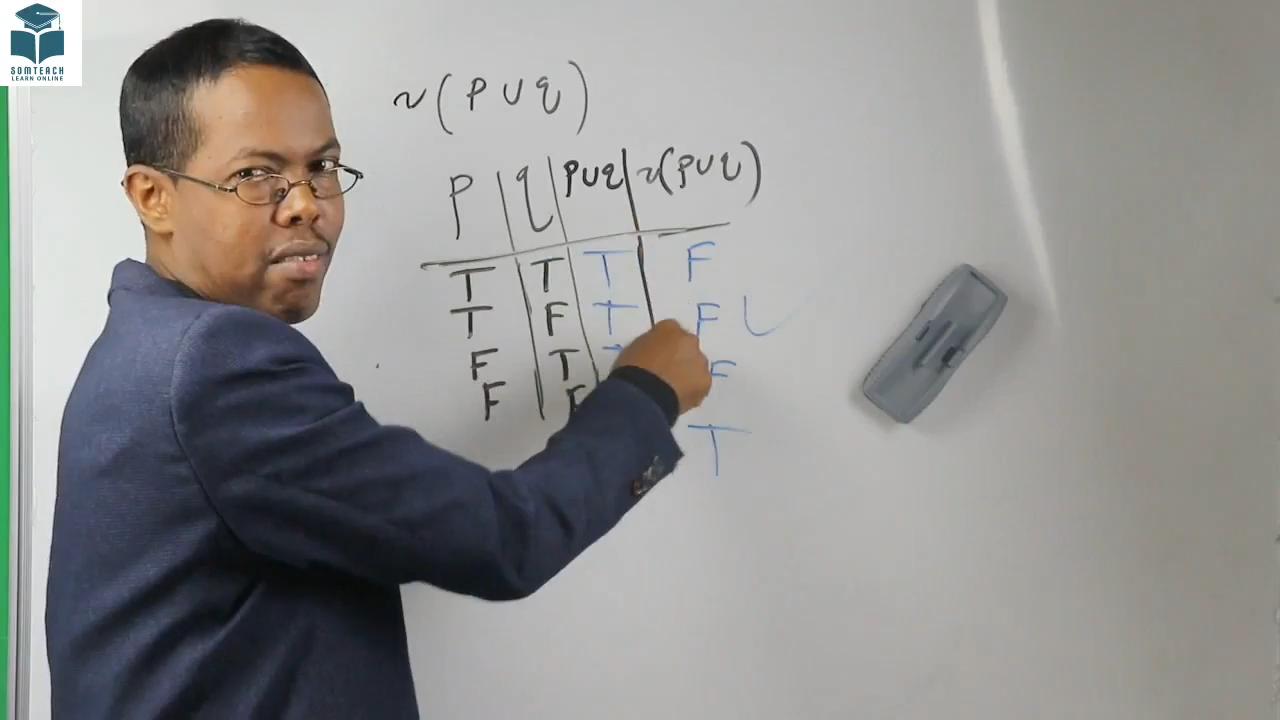 SOMTEACH
LEARN ONLINE
~(P∪q)
P q P∪q ~(P∪q)
T T T F
T F T F
F T T F
F F T